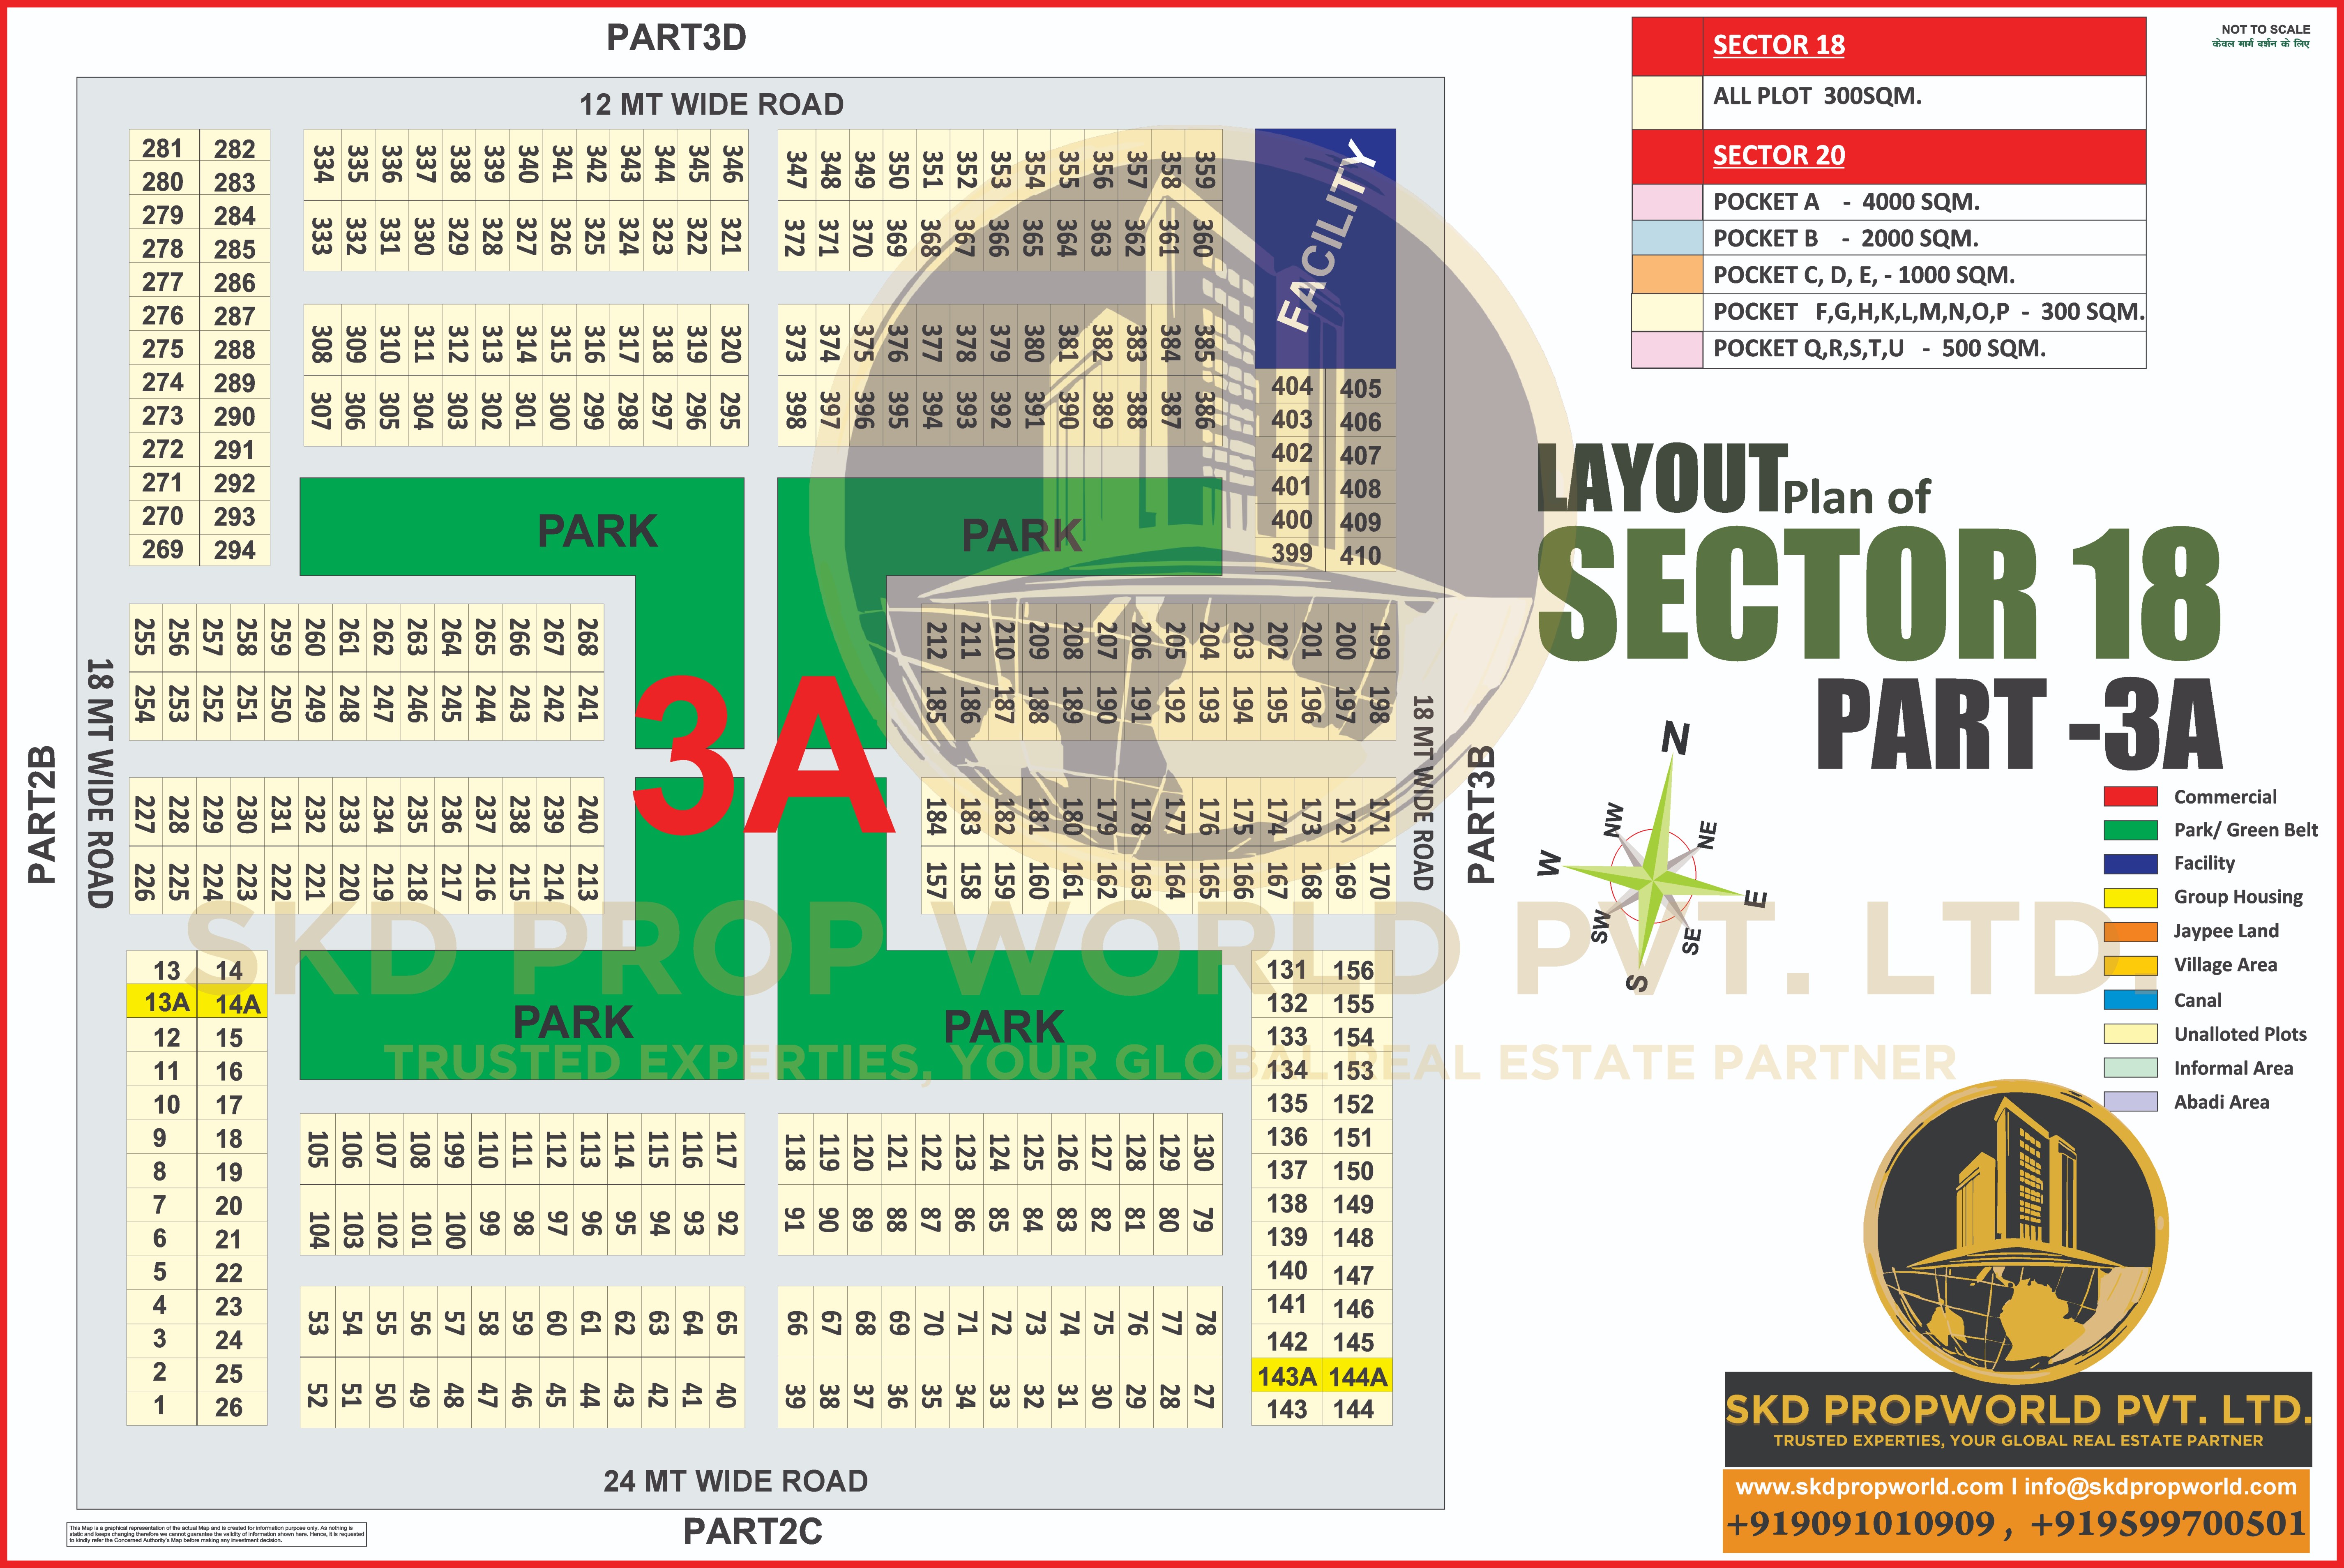 PART3D
12 MT WIDE ROAD
281 282
280 283
279 284
278 285
277 286
276 287
275 288
274 289
273 290
272 291
271 292
270 293
269 294
334 335 336 337 338 339 340 341 342 343 344 345 346
333 332 331 330 329 328 327 326 325 324 323 322 321
308 309 310 311 312 313 314 315 316 317 318 319 320
307 306 305 304 303 302 301 300 299 298 297 296 295
347 348 349 350 351 352 353 354 355 356 357 358 359
372 371 370 369 368 367 366 365 364 363 362 361 360
373 374 375 376 377 378 379 380 381 382 383 384 385
398 397 396 395 394 393 392 391 390 389 388 387 386
FACILITY
404 405
403 406
402 407
401 408
400 409
399 410
PARK
PARK
255 256 257 258 259 260 261 262 263 264 265 266 267 268
254 253 252 251 250 249 248 247 246 245 244 243 242 241
227 228 229 230 231 232 233 234 235 236 237 238 239 240
226 225 224 223 222 221 220 219 218 217 216 215 214 213
3A
212 211 210 209 208 207 206 205 204 203 202 201 200 199
185 186 187 188 189 190 191 192 193 194 195 196 197 198
184 183 182 181 180 179 178 177 176 175 174 173 172 171
157 158 159 160 161 162 163 164 165 166 167 168 169 170
PART2B
18 MT WIDE ROAD
18 MT WIDE ROAD
PART3B
13 14
13A 14A
12 15
11 16
10 17
9 18
8 19
7 20
6 21
5 22
4 23
3 24
2 25
1 26
PARK
PARK
105 106 107 108 199 110 111 112 113 114 115 116 117
104 103 102 101 100 99 98 97 96 95 94 93 92
53 54 55 56 57 58 59 60 61 62 63 64 65
52 51 50 49 48 47 46 45 44 43 42 41 40
118 119 120 121 122 123 124 125 126 127 128 129 130
91 90 89 88 87 86 85 84 83 82 81 80 79
66 67 68 69 70 71 72 73 74 75 76 77 78
39 38 37 36 35 34 33 32 31 30 29 28 27
131 156
132 155
133 154
134 153
135 152
136 151
137 150
138 149
139 148
140 147
141 146
142 145
143A 144A
143 144
24 MT WIDE ROAD
PART2C
This Map is a graphical representation of the actual Map and is created for information purpose only. As nothing is
static and keeps changing therefore we cannot guarantee the validity of information shown here. Hence, it is requested
to kindly refer the Concerned Authority's Map before making any investment decision.
SKD PROP WORLD PVT. LTD.
TRUSTED EXPERTIES, YOUR GLOBAL REAL ESTATE PARTNER
SECTOR 18
ALL PLOT 300SQM.
SECTOR 20
POCKET A - 4000 SQM.
POCKET B - 2000 SQM.
POCKET C, D, E, - 1000 SQM.
POCKET F,G,H,K,L,M,N,O,P - 300 SQM.
POCKET Q,R,S,T,U - 500 SQM.
NOT TO SCALE
केवल मार्ग दर्शन के लिए
LAYOUT Plan of
SECTOR 18
PART -3A
N
NW NE
W E
SW SE
S
Commercial
Park/ Green Belt
Facility
Group Housing
Jaypee Land
Village Area
Canal
Unalloted Plots
Informal Area
Abadi Area
SKD PROPWORLD PVT. LTD.
TRUSTED EXPERTIES, YOUR GLOBAL REAL ESTATE PARTNER
www.skdpropworld.com I info@skdpropworld.com
+919091010909 , +919599700501